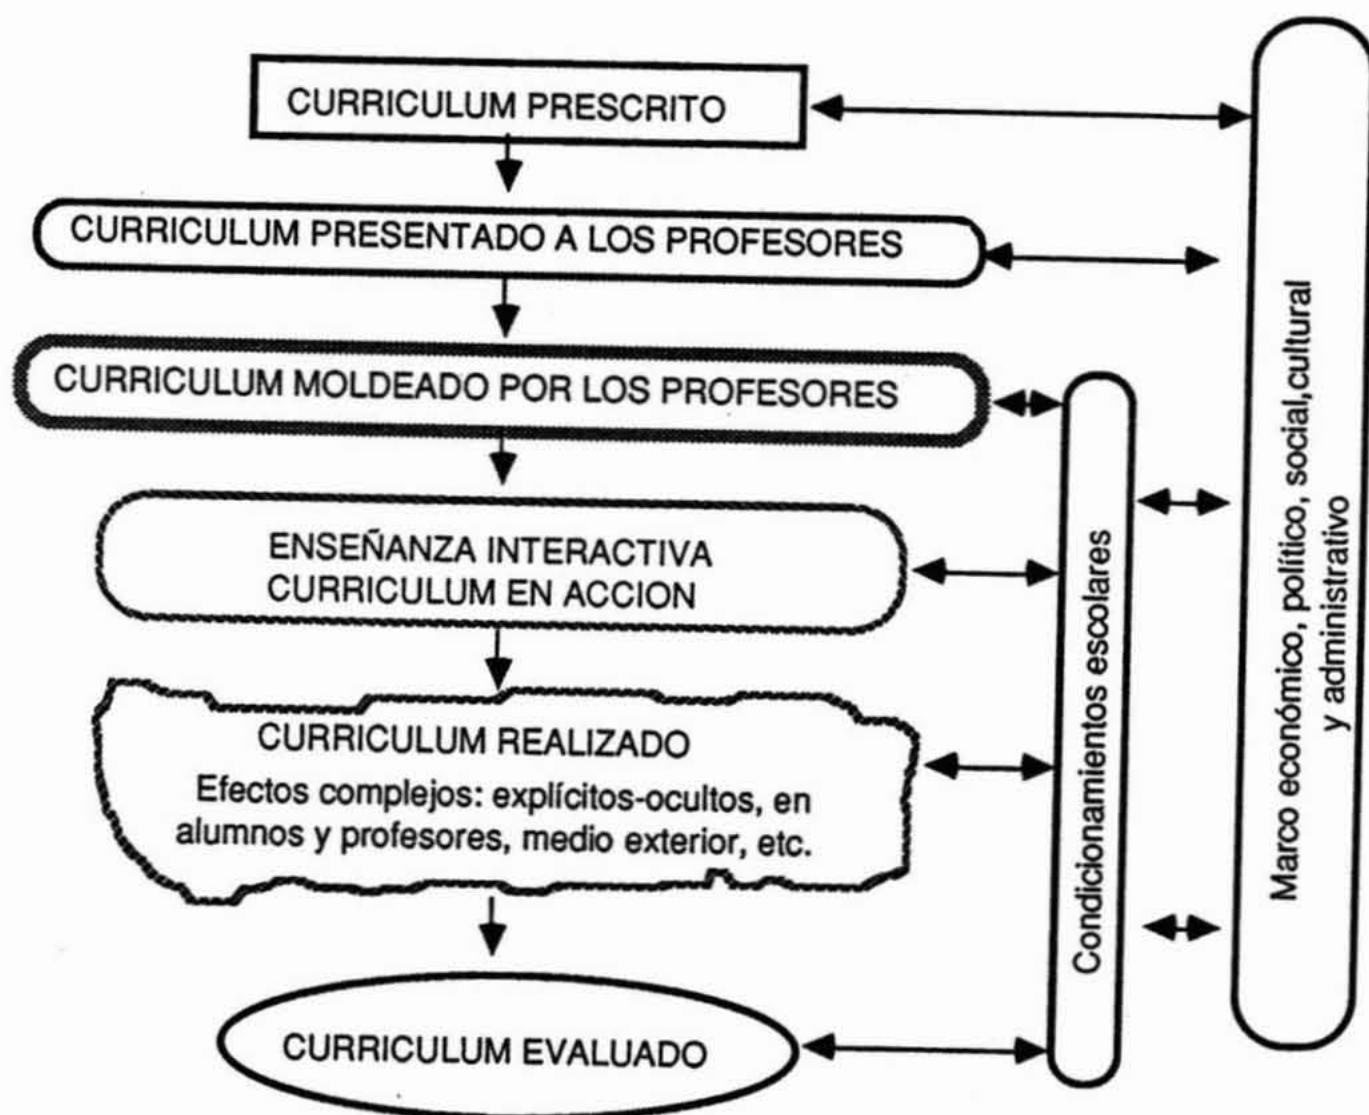 CURRICULUM PRESCRITO
CURRICULUM PRESENTADO A LOS PROFESORES
CURRICULUM MOLDEADO POR LOS PROFESORES
ENSEÑANZA INTERACTIVA
CURRICULUM EN ACCION
CURRICULUM REALIZADO
Efectos complejos: explícitos-ocultos, en
alumnos y profesores, medio exterior, etc.
CURRICULUM EVALUADO
Condicionamientos escolares
Marco económico, político, social,cultural
y administrativo